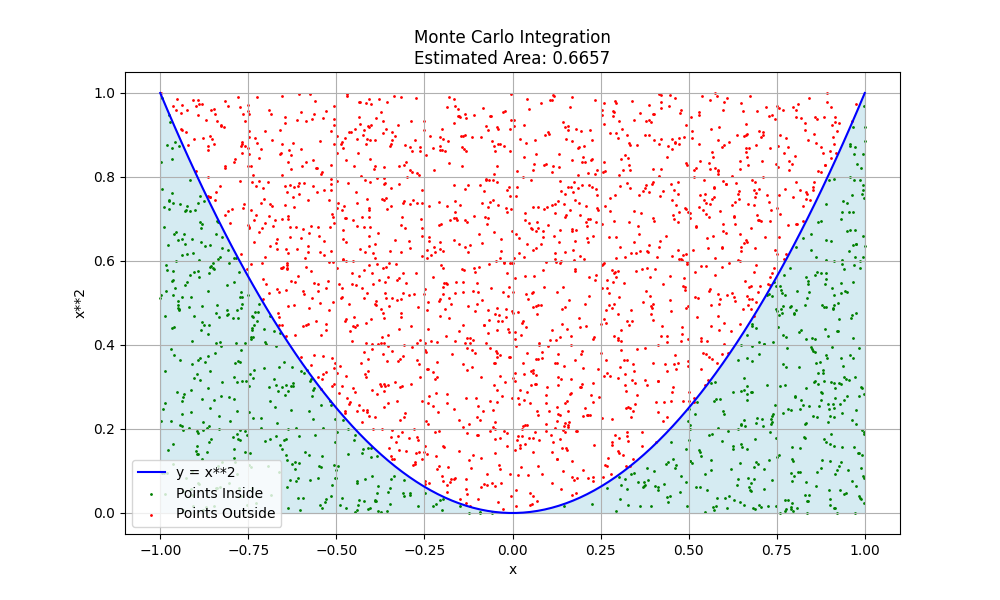 Monte Carlo Integration
Estimated Area: 0.6657
x**2
1.0
0.8
0.6
0.4
0.2
0.0
y = x**2
Points Inside
Points Outside
−1.00 −0.75 −0.50 −0.25 0.00 0.25 0.50 0.75 1.00
x